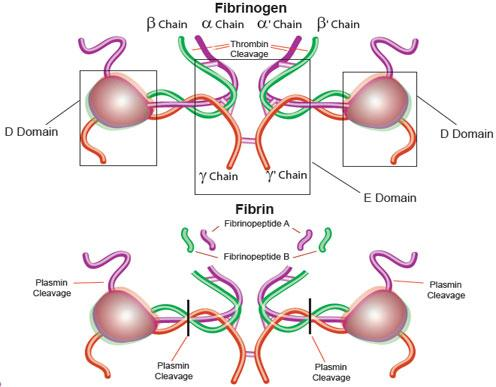 Fibrinogen
β Chain α Chain α' Chain β' Chain
Thrombin
Cleavage
D Domain
D Domain
γ Chain
γ' Chain
E Domain
Fibrin
Fibrinopeptide A
Fibrinopeptide B
Plasmin
Cleavage
Plasmin
Cleavage
Plasmin
Cleavage
Plasmin
Cleavage